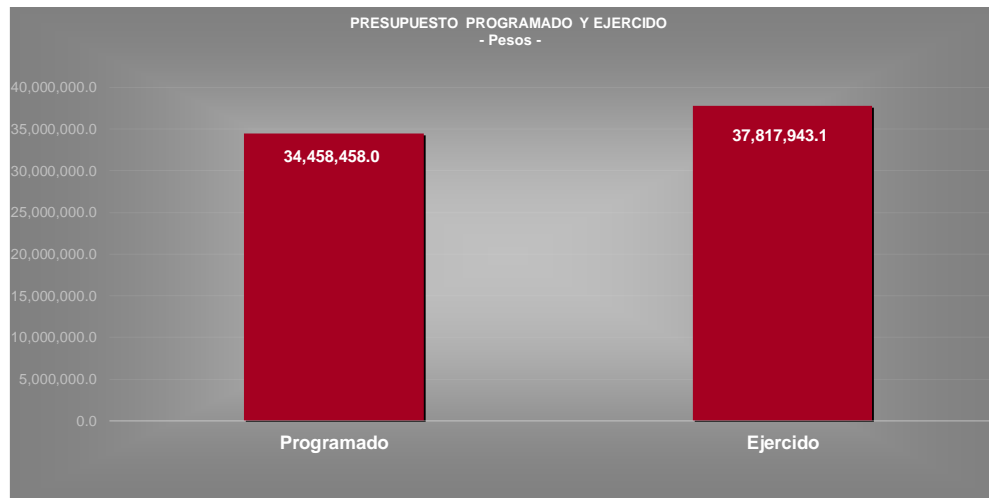 PRESUPUESTO PROGRAMADO Y EJERCIDO
- Pesos -
40,000,000.0
35,000,000.0
30,000,000.0
25,000,000.0
20,000,000.0
15,000,000.0
10,000,000.0
5,000,000.0
0.0
34,458,458.0
37,817,943.1
Programado
Ejercido